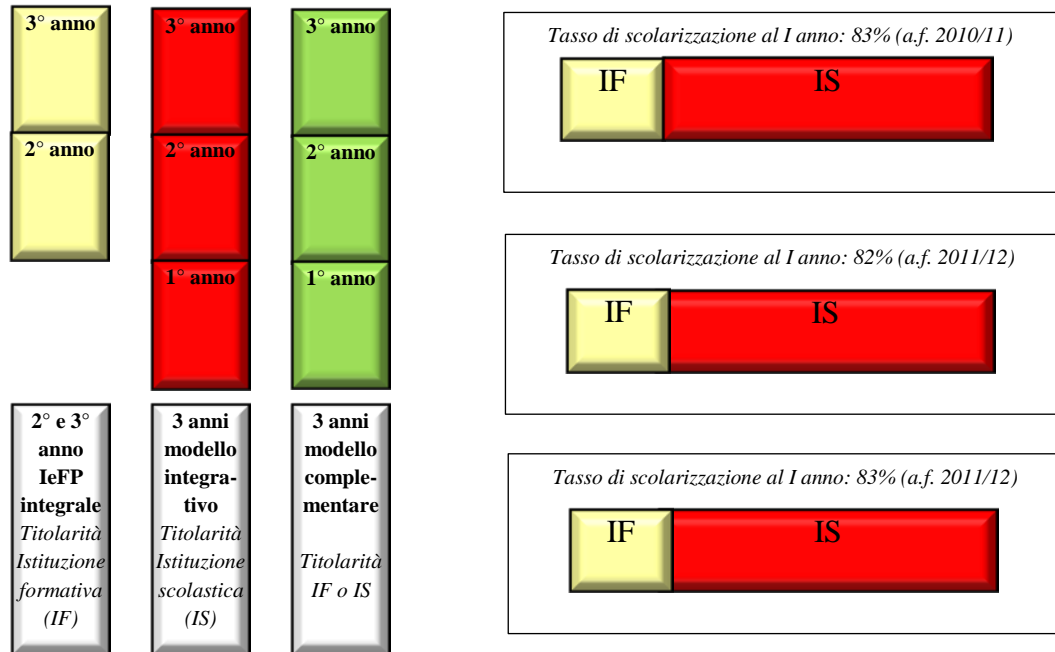 3° anno
2° anno
3° anno
2° anno
1° anno
3° anno
2° anno
1° anno
2° e 3°
anno
IeFP
integrale
Titolarità
Istituzione
formativa
(IF)
3 anni
modello
integra-
tivo
Titolarità
Istituzione
scolastica
(IS)
3 anni
modello
comple-
mentare
Titolarità
IF o IS
Tasso di scolarizzazione al I anno: 83% (a.f. 2010/11)
IF IS
Tasso di scolarizzazione al I anno: 82% (a.f. 2011/12)
IF IS
Tasso di scolarizzazione al I anno: 83% (a.f. 2011/12)
IF IS